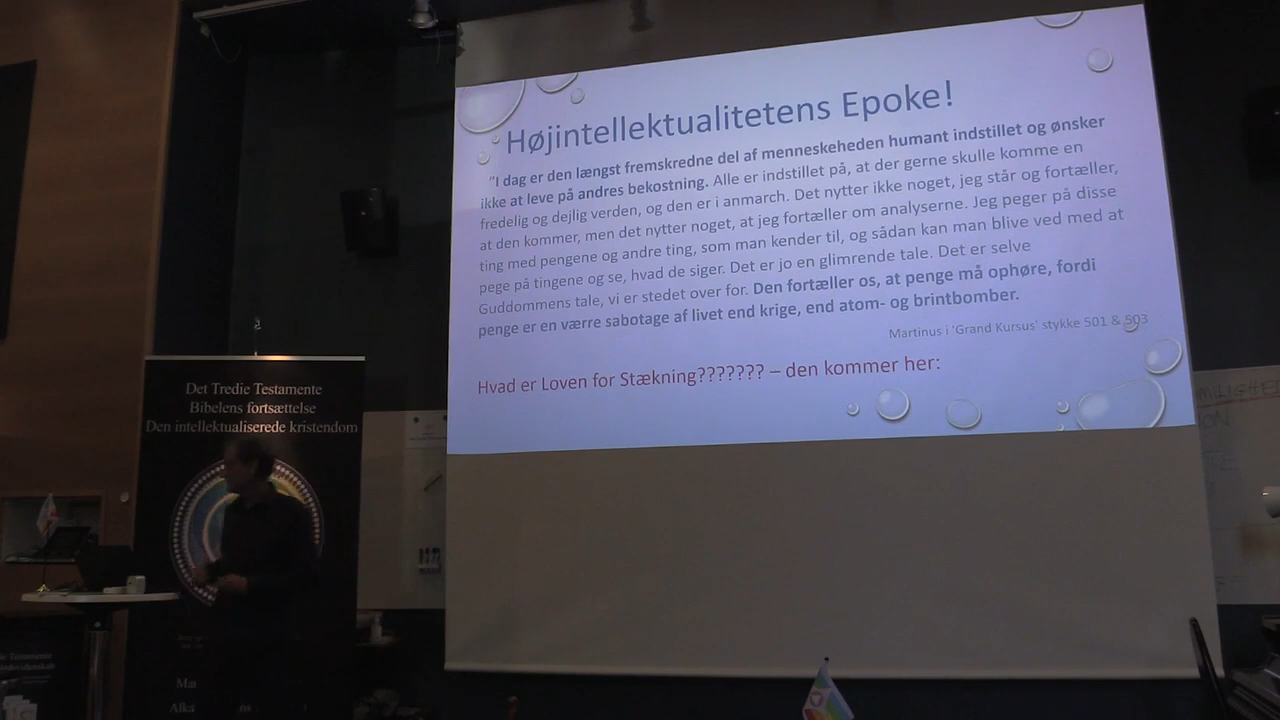 Højintellektualitetens Epoke!
"I dag er den længst fremskredne del af menneskeheden humant indstillet og ønsker
ikke at leve på andres bekostning. Alle er indstillet på, at der gerne skulle komme en
fredelig og dejlig verden, og den er i anmarch. Det nytter ikke noget, jeg står og fortæller,
at den kommer, men det nytter noget, at jeg fortæller om analyserne. Jeg peger på disse
ting med pengene og andre ting, som man kender til, og sådan kan man blive ved med at
pege på tingene og se, hvad de siger. Det er jo en glimrende tale. Det er selve
Guddommens tale, vi er stedet over for. Den fortæller os, at penge må ophøre, fordi
penge er en værre sabotage af livet end krige, end atom- og brintbomber.
Martinus i 'Grand Kursus' stykke 501 & 503
Hvad er Loven for Stækning??????? – den kommer her:
Det Tredie Testamente
Bibelens fortsættelse
Den intellektualiserede kristendom